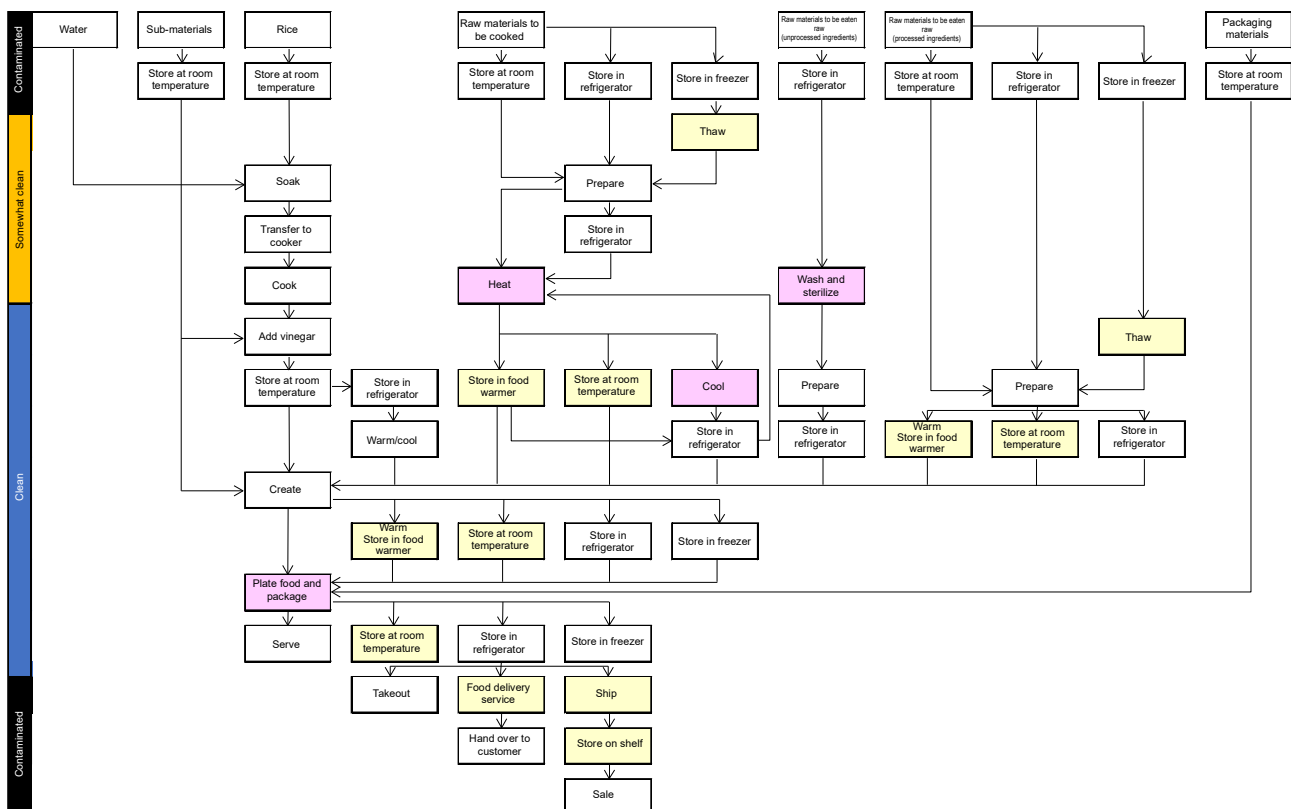 Contaminated
Somewhat clean
Clean
Contaminated
Water
Sub-materials
Rice
Raw materials to
be cooked
Raw materials to be eaten
raw
(unprocessed ingredients)
Raw materials to be eaten
raw
(processed ingredients)
Packaging
materials
Store at room
temperature
Store at room
temperature
Store at room
temperature
Store in
refrigerator
Store in freezer
Store in
refrigerator
Store at room
temperature
Store in
refrigerator
Store in freezer
Store at room
temperature
Thaw
Soak
Prepare
Transfer to
cooker
Store in
refrigerator
Cook
Heat
Wash and
sterilize
Add vinegar
Thaw
Store at room
temperature
Store in
refrigerator
Store in food
warmer
Store at room
temperature
Cool
Prepare
Prepare
Warm/cool
Store in
refrigerator
Store in
refrigerator
Warm
Store in food
warmer
Store at room
temperature
Store in
refrigerator
Create
Warm
Store in food
warmer
Store at room
temperature
Store in
refrigerator
Store in freezer
Plate food and
package
Serve
Store at room
temperature
Store in
refrigerator
Store in freezer
Takeout
Food delivery
service
Ship
Hand over to
customer
Store on shelf
Sale